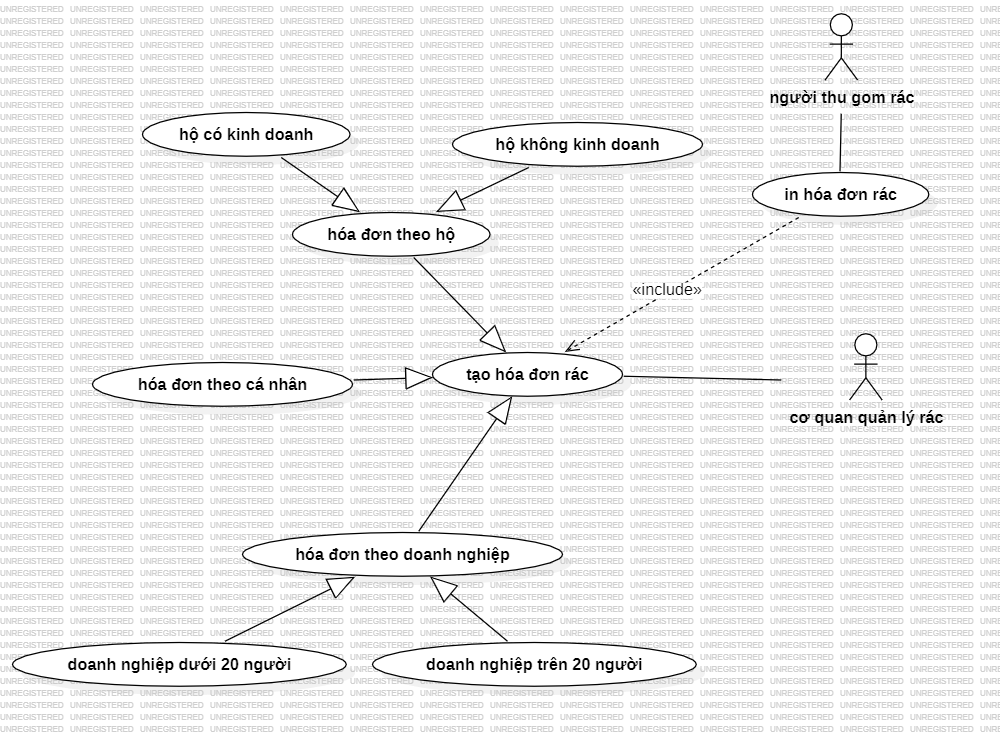 người thu gom rác
hộ có kinh doanh
hộ không kinh doanh
in hóa đơn rác
hóa đơn theo hộ
«include»
tạo hóa đơn rác
hóa đơn theo cá nhân
cơ quan quản lý rác
hóa đơn theo doanh nghiệp
doanh nghiệp dưới 20 người
doanh nghiệp trên 20 người
UNREGISTERED